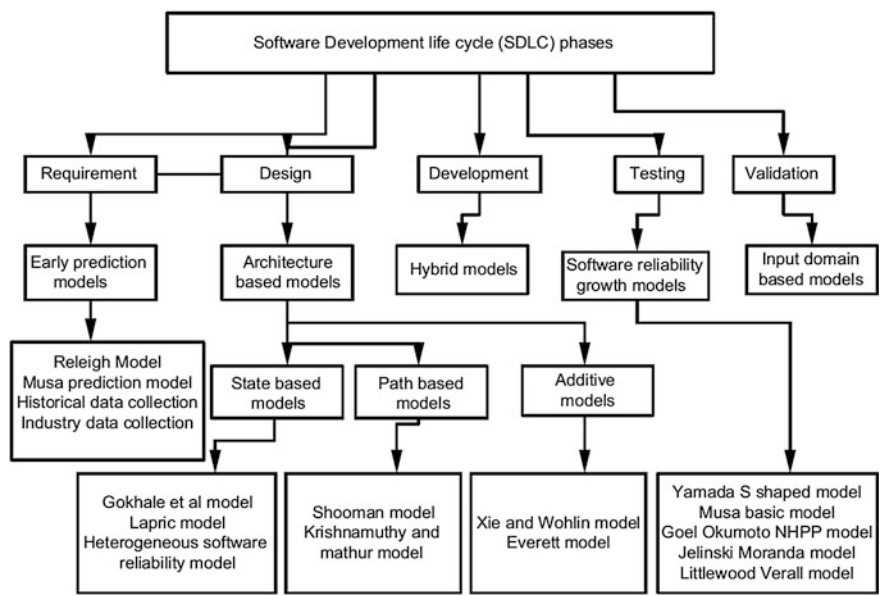 Software Development life cycle (SDLC) phases
Requirement
Design
Development
Testing
Validation
Early prediction
models
Architecture
based models
Hybrid models
Software reliability
growth models
Input domain
based models
Releigh Model
Musa prediction model
Historical data collection
Industry data collection
State based
models
Path based
models
Additive
models
Gokhale et al model
Lapric model
Heterogeneous software
reliability model
Shooman model
Krishnamuthy and
mathur model
Xie and Wohlin model
Everett model
Yamada S shaped model
Musa basic model
Goel Okumoto NHPP model
Jelinski Moranda model
Littlewood Verall model